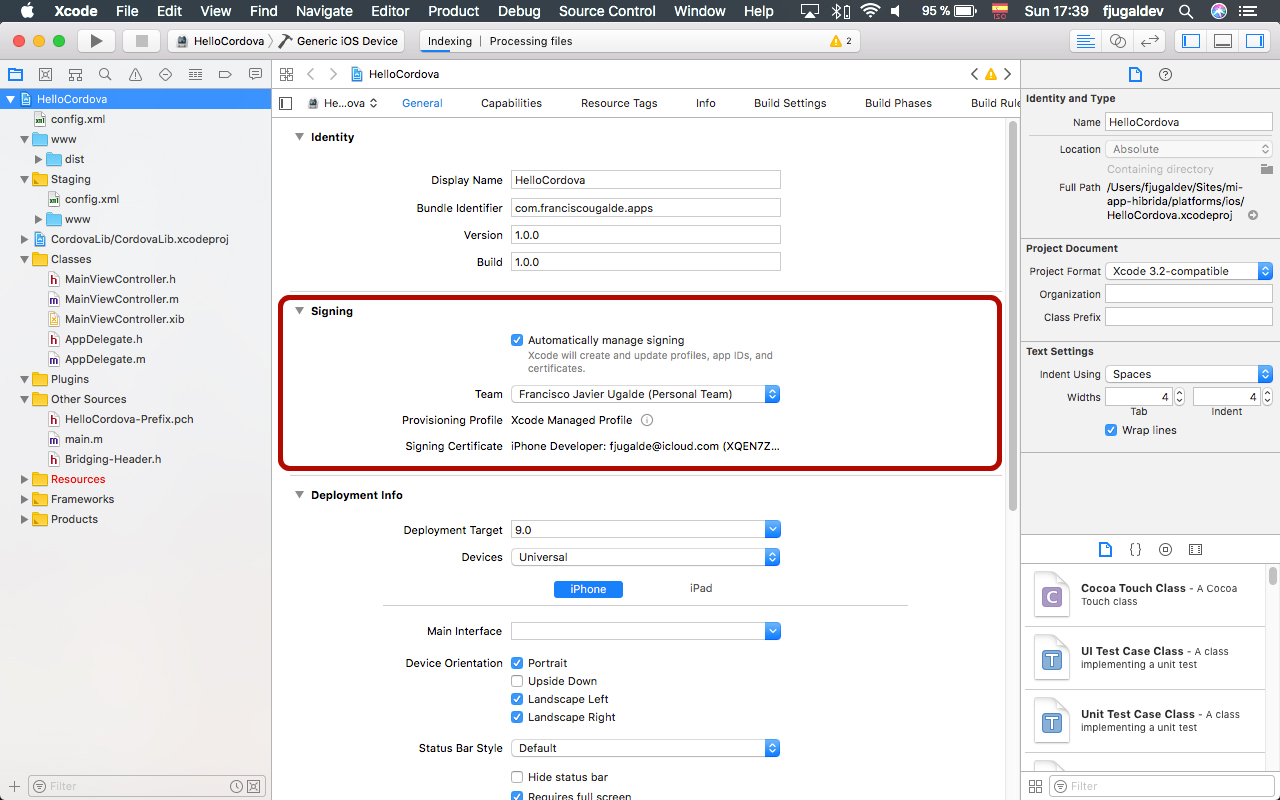 Xcode File Edit View Find Navigate Editor Product Debug Source Control Window Help 95 % ISO Sun 17:39 fjugaldev
HelloCordova Generic iOS Device Indexing | Processing files 2
HelloCordova
config.xml
www
dist
Staging
config.xml
www
CordovaLib/CordovaLib.xcodeproj
Classes
MainViewController.h
MainViewController.m
MainViewController.xib
AppDelegate.h
AppDelegate.m
Plugins
Other Sources
HelloCordova-Prefix.pch
main.m
Bridging-Header.h
Resources
Frameworks
Products
Filter
HelloCordova
He...ova General Capabilities Resource Tags Info Build Settings Build Phases Build Rule
Identity
Display Name HelloCordova
Bundle Identifier com.franciscougalde.apps
Version 1.0.0
Build 1.0.0
Signing
Automatically manage signing
Xcode will create and update profiles, app IDs, and
certificates.
Team Francisco Javier Ugalde (Personal Team)
Provisioning Profile Xcode Managed Profile
Signing Certificate iPhone Developer: fjugalde@icloud.com (XQEN7Z...
Deployment Info
Deployment Target 9.0
Devices Universal
iPhone iPad
Main Interface
Device Orientation Portrait
Upside Down
Landscape Left
Landscape Right
Status Bar Style Default
Hide status bar
Requires full screen
Identity and Type
Name HelloCordova
Location Absolute
Containing directory
Full Path /Users/fjugaldev/Sites/mi-
app-hibrida/platforms/ios/
HelloCordova.xcodeproj
Project Document
Project Format Xcode 3.2-compatible
Organization
Class Prefix
Text Settings
Indent Using Spaces
Widths 4 4
Tab Indent
Wrap lines
{}
C
Cocoa Touch Class - A Cocoa
Touch class
T
UI Test Case Class - A class
implementing a unit test
T
Unit Test Case Class - A class
implementing a unit test
Filter